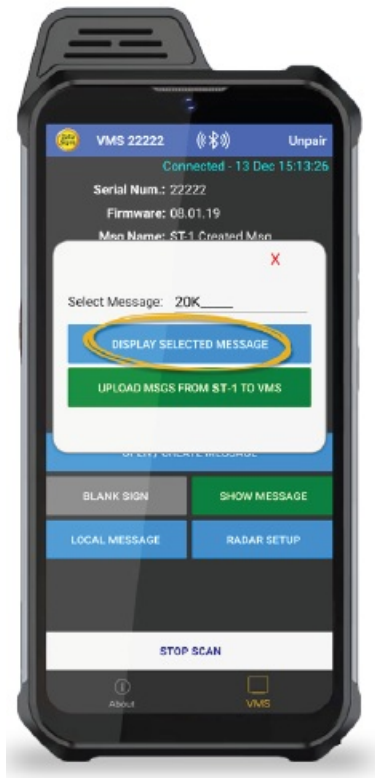 VMS 22222 Unpair
Connected - 13 Dec 15:13:26
Serial Num.: 22222
Firmware: 08.01.19
Msg Name: ST-1 Created Msg
X
Select Message: 20K____
DISPLAY SELECTED MESSAGE
UPLOAD MSGS FROM ST-1 TO VMS
CREATE MESSAGE
BLANK SIGN SHOW MESSAGE
LOCAL MESSAGE RADAR SETUP
STOP SCAN
About VMS